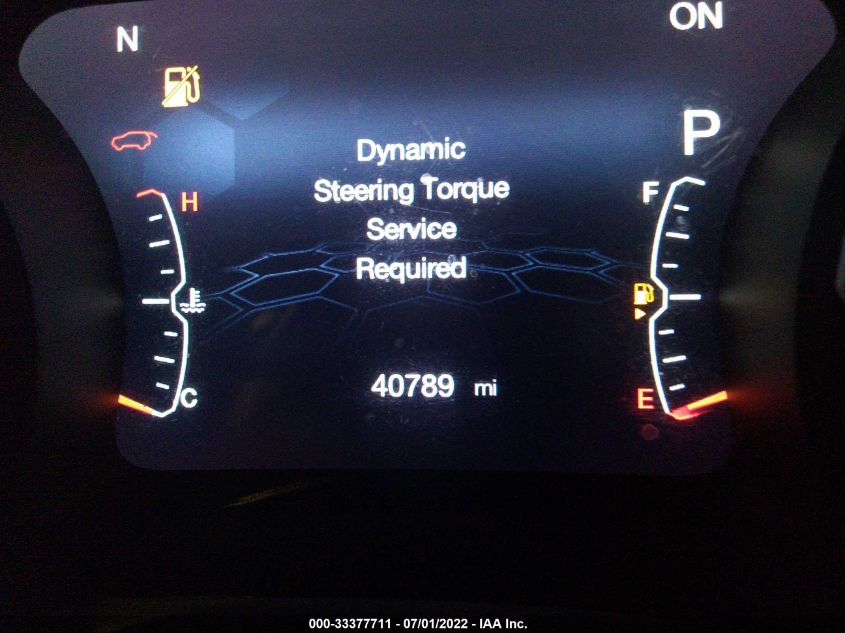 N
ON
P
Dynamic
Steering Torque
Service
Required
H
F
C
E
40789 mi
000-33377711 - 07/01/2022 - IAA Inc.